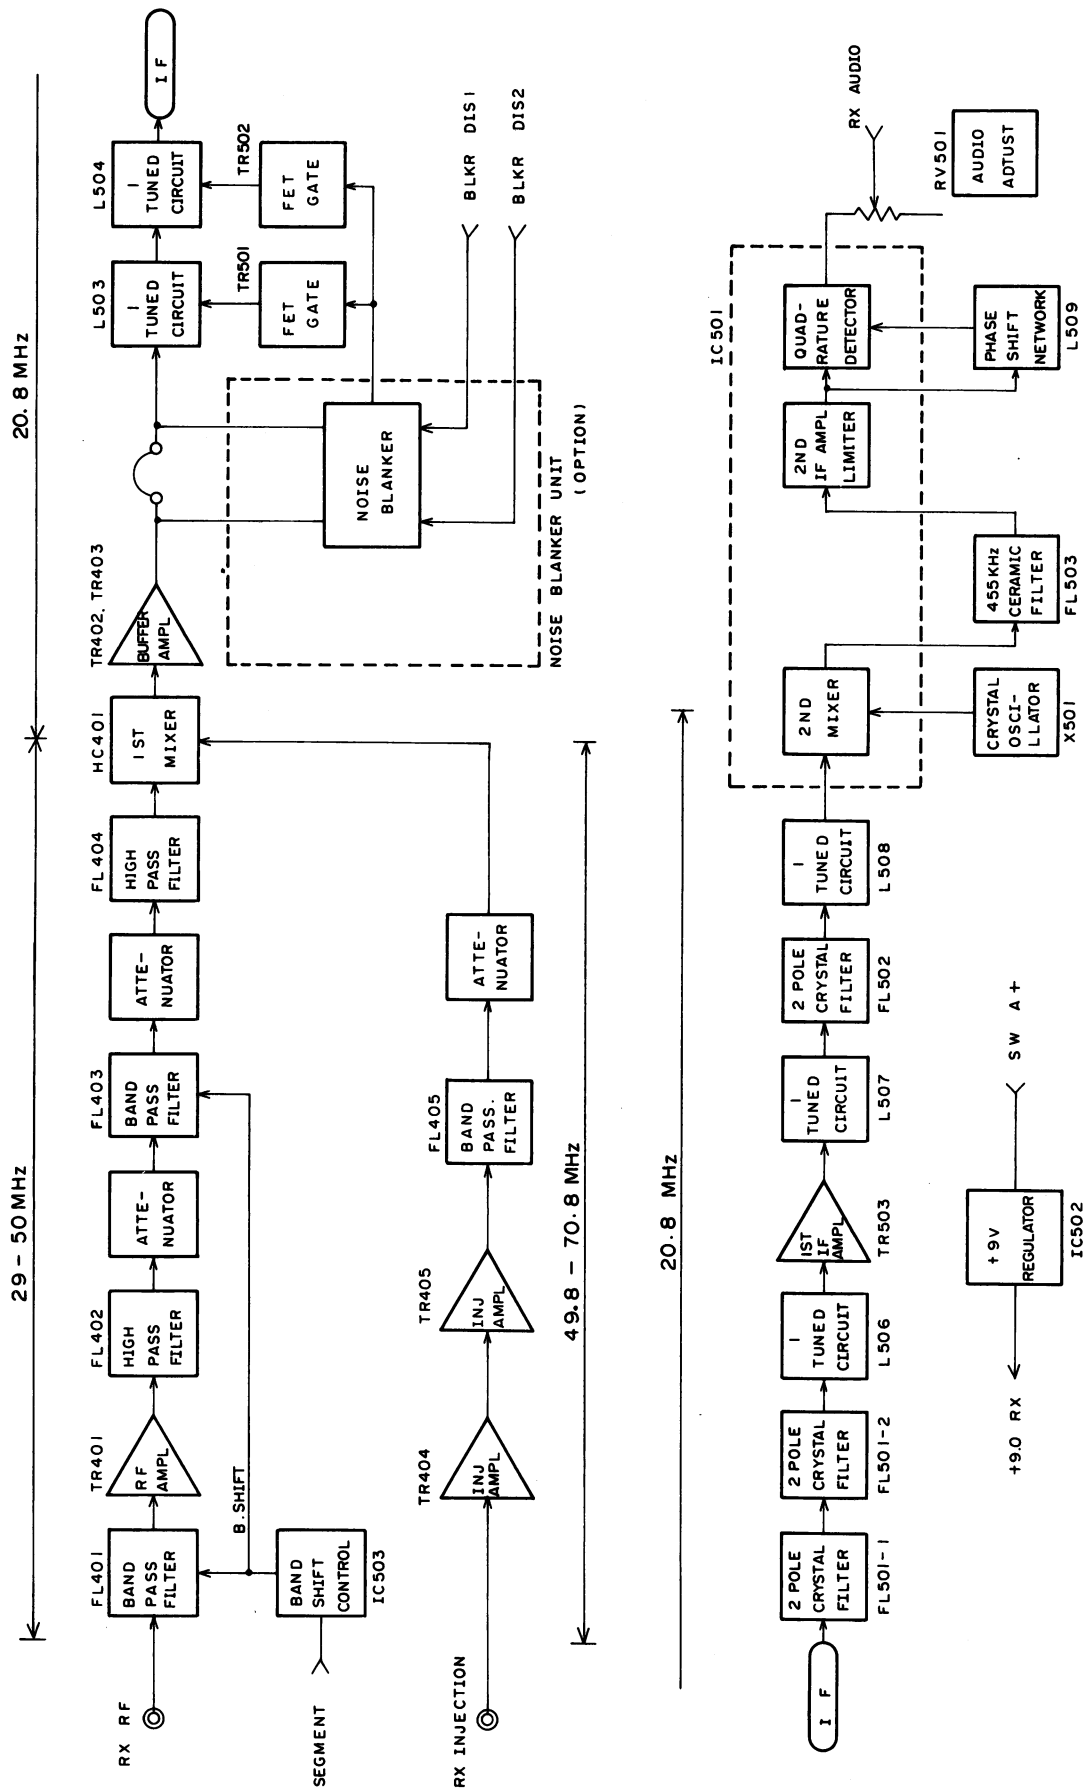 29 - 50 MHz
20. 8 MHz
RX RF
FL401
BAND
PASS
FILTER
TR401
RF
AMPL
FL402
HIGH
PASS
FILTER
ATTE-
NUATOR
FL403
BAND
PASS
FILTER
ATTE-
NUATOR
FL404
HIGH
PASS
FILTER
HC401
1ST
MIXER
TR402, TR403
BUFFER
AMPL
L503
1
TUNED
CIRCUIT
L504
1
TUNED
CIRCUIT
I F
B.SHIFT
SEGMENT
BAND
SHIFT
CONTROL
IC503
TR501
FET
GATE
TR502
FET
GATE
NOISE
BLANKER
NOISE BLANKER UNIT
(OPTION)
BLKR DIS1
BLKR DIS2
RX INJECTION
TR404
INJ
AMPL
TR405
INJ
AMPL
FL405
BAND
PASS.
FILTER
ATTE-
NUATOR
49.8 - 70.8 MHz
20.8 MHz
I F
2 POLE
CRYSTAL
FILTER
FL501-1
2 POLE
CRYSTAL
FILTER
FL501-2
1
TUNED
CIRCUIT
L506
1ST
IF
AMPL
TR503
1
TUNED
CIRCUIT
L507
2 POLE
CRYSTAL
FILTER
FL502
1
TUNED
CIRCUIT
L508
IC501
2ND
MIXER
2ND
IF AMPL
LIMITER
QUAD-
RATURE
DETECTOR
RX AUDIO
RV501
AUDIO
ADTUST
CRYSTAL
OSCI-
LLATOR
X501
455KHz
CERAMIC
FILTER
FL503
PHASE
SHIFT
NETWORK
L509
+9.0 RX
+9V
REGULATOR
IC502
SW A+